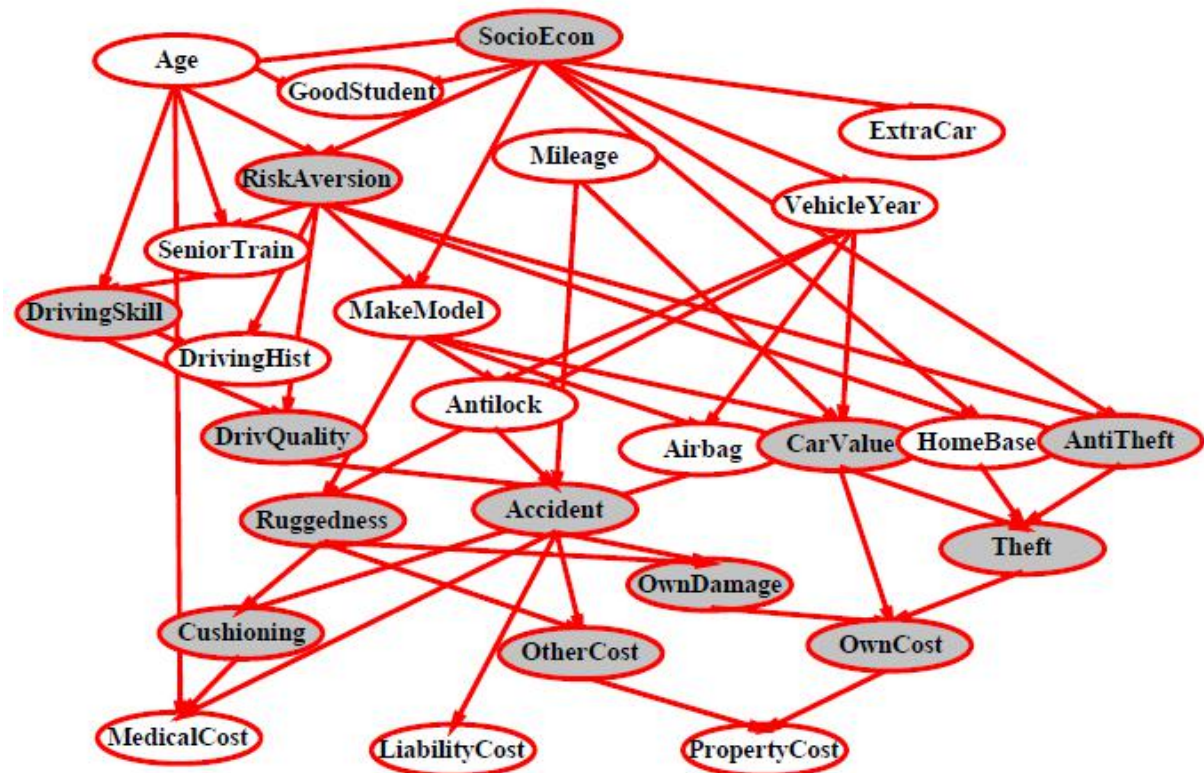 SocioEcon
Age
GoodStudent
ExtraCar
Mileage
RiskAversion
VehicleYear
SeniorTrain
DrivingSkill
MakeModel
DrivingHist
Antilock
DrivQuality
Airbag
CarValue
HomeBase
AntiTheft
Ruggedness
Accident
Theft
OwnDamage
Cushioning
OtherCost
OwnCost
MedicalCost
LiabilityCost
PropertyCost